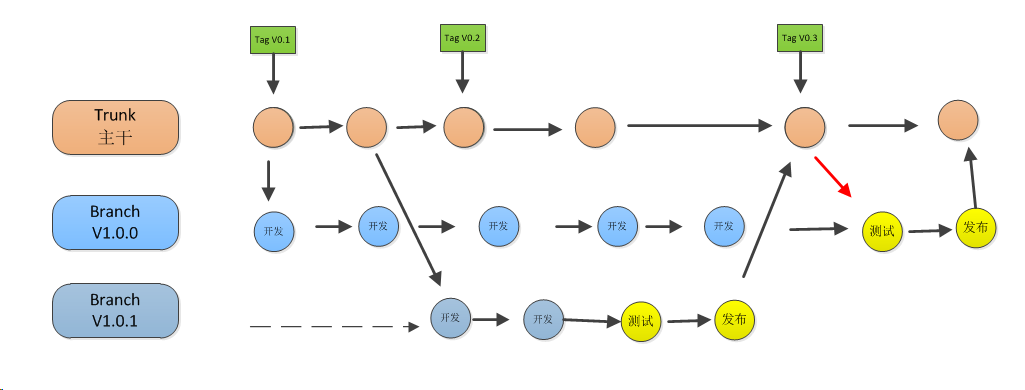 Tag V0.1
Tag V0.2
Tag V0.3
Trunk
主干
Branch
V1.0.0
开发
开发
开发
开发
开发
测试
发布
Branch
V1.0.1
开发
开发
测试
发布